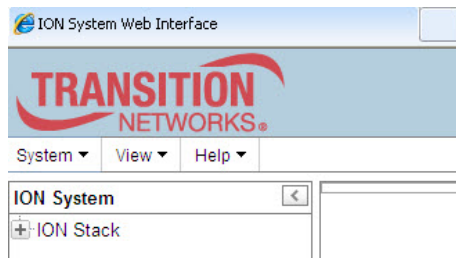 ION System Web Interface
TRANSITION
NETWORKS®
System View Help
ION System
ION Stack